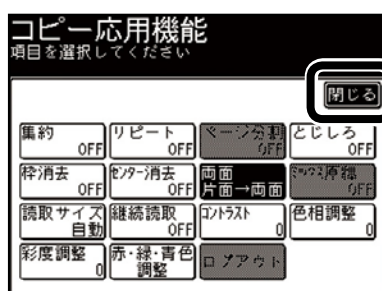 コピー応用機能
項目を選択してください
閉じる
集約 OFF
リピート OFF
ページ分割 OFF
とじしろ OFF
枠消去 OFF
センター消去 OFF
両面 片面→両面
ミックス原稿 OFF
読取サイズ 自動
継続読取 OFF
コントラスト 0
色相調整 0
彩度調整 0
赤・緑・青色調整
ログアウト